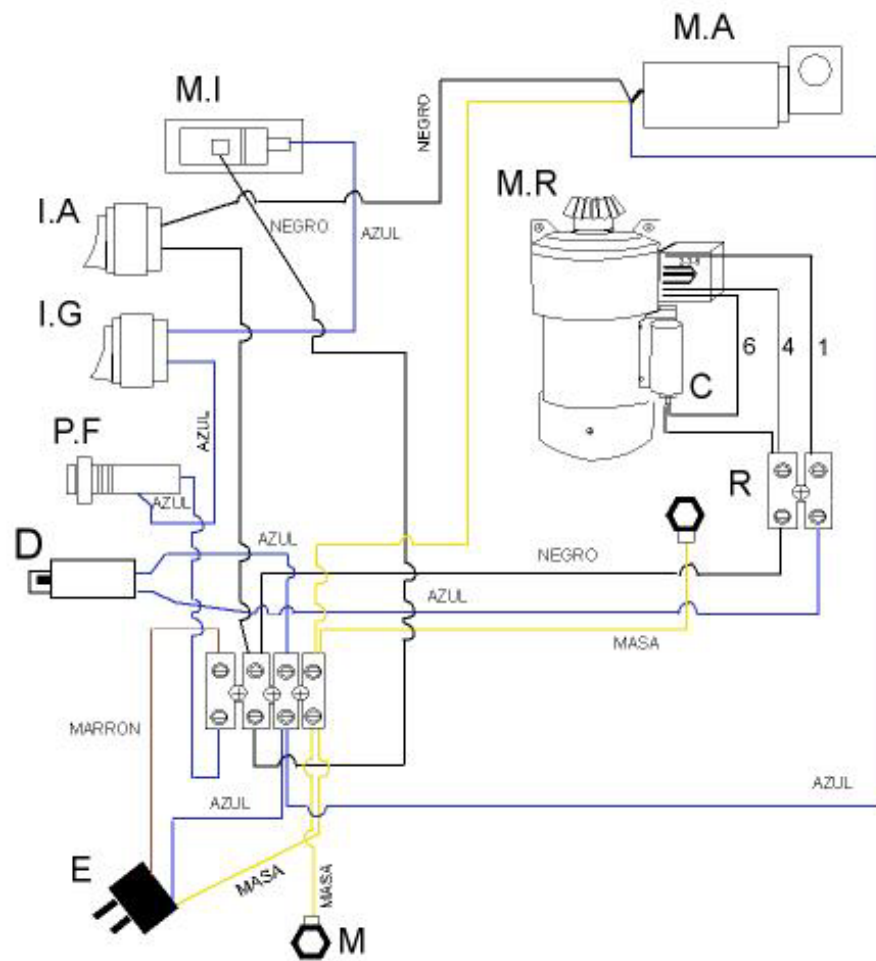 M.A
M.I
NEGRO
M.R
I.A
NEGRO
AZUL
I.G
6
4
1
C
AZUL
P.F
R
AZUL
D
AZUL
NEGRO
AZUL
MASA
MARRON
AZUL
AZUL
E
MASA
MASA
M